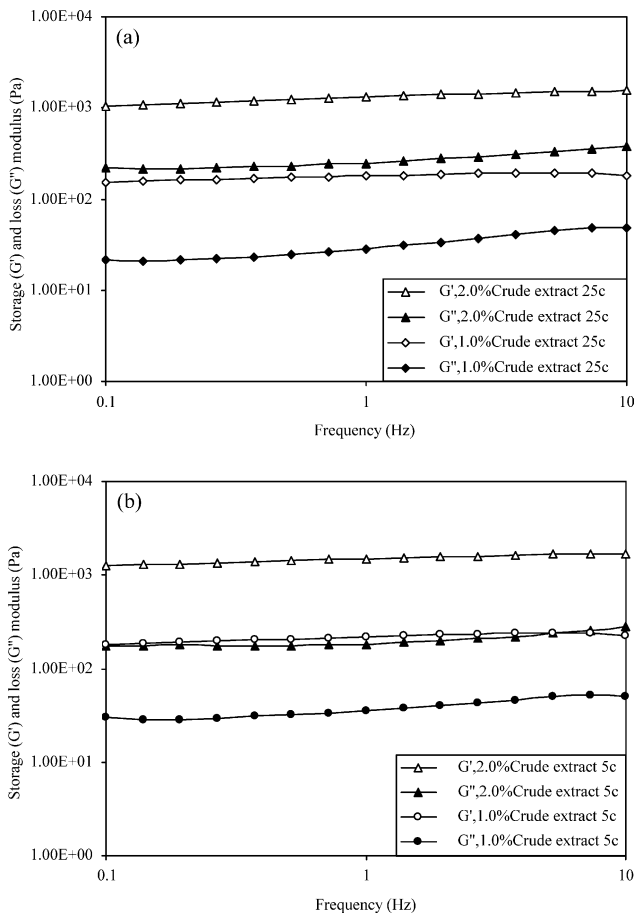 (a)
1.00E+04
1.00E+03
1.00E+02
1.00E+01
1.00E+00
Storage (G') and loss (G'') modulus (Pa)
G',2.0%Crude extract 25c
G'',2.0%Crude extract 25c
G',1.0%Crude extract 25c
G'',1.0%Crude extract 25c
0.1 1 10
Frequency (Hz)
(b)
1.00E+04
1.00E+03
1.00E+02
1.00E+01
1.00E+00
Storage (G') and loss (G'') modulus (Pa)
G',2.0%Crude extract 5c
G'',2.0%Crude extract 5c
G',1.0%Crude extract 5c
G'',1.0%Crude extract 5c
0.1 1 10
Frequency (Hz)